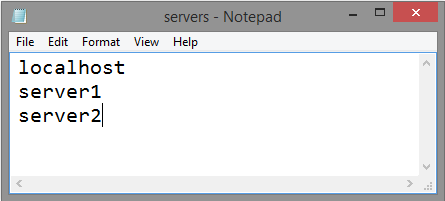 servers - Notepad
File Edit Format View Help
localhost
server1
server2